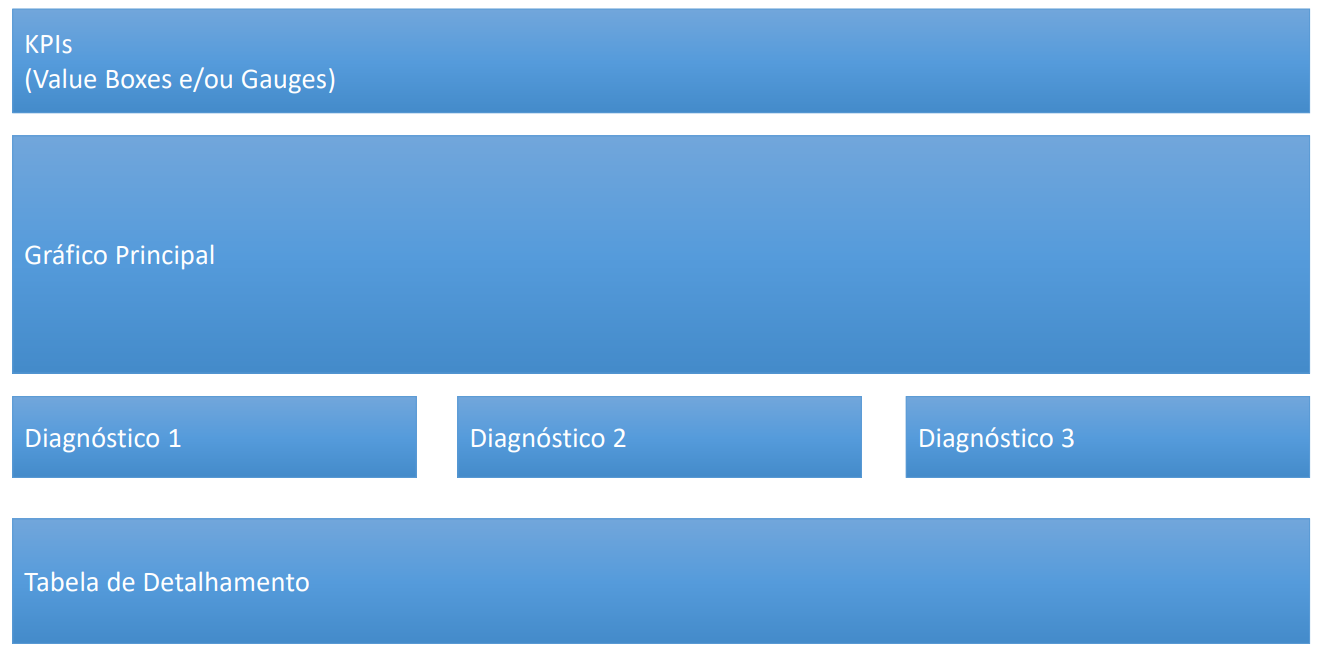 KPIs
(Value Boxes e/ou Gauges)
Gráfico Principal
Diagnóstico 1
Diagnóstico 2
Diagnóstico 3
Tabela de Detalhamento